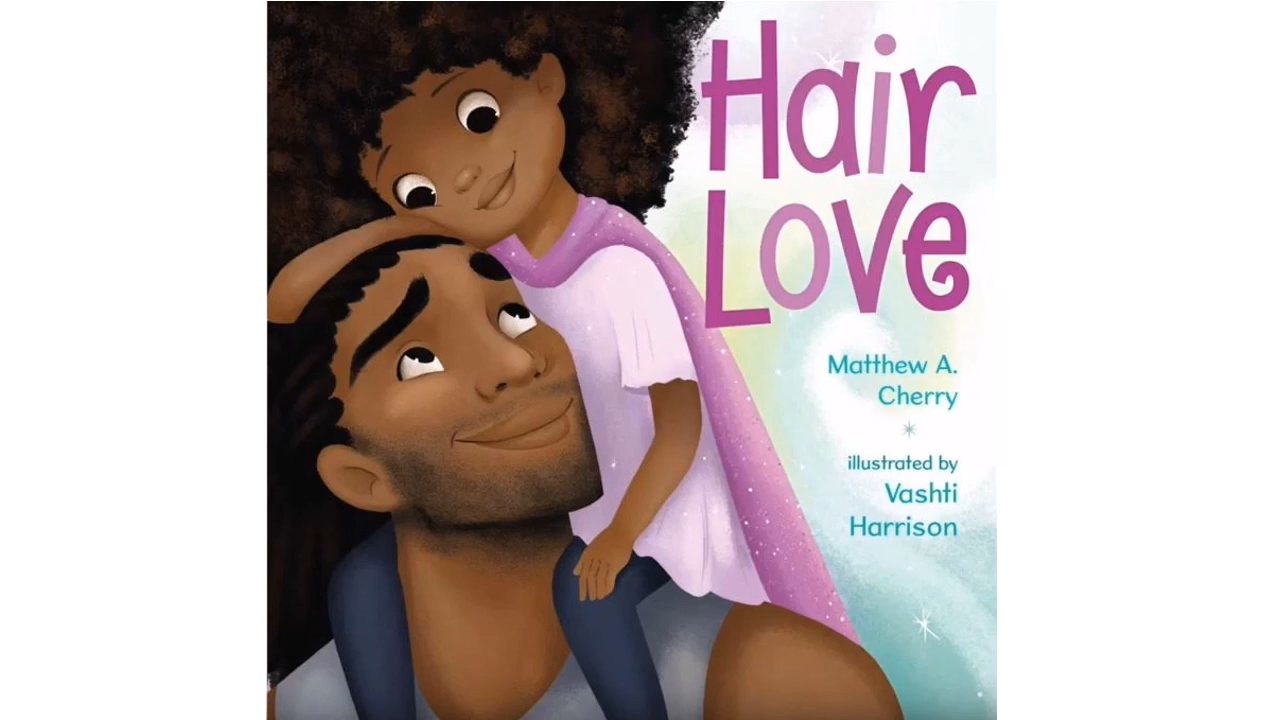 Hair
Love
Matthew A.
Cherry
illustrated by
Vashti
Harrison